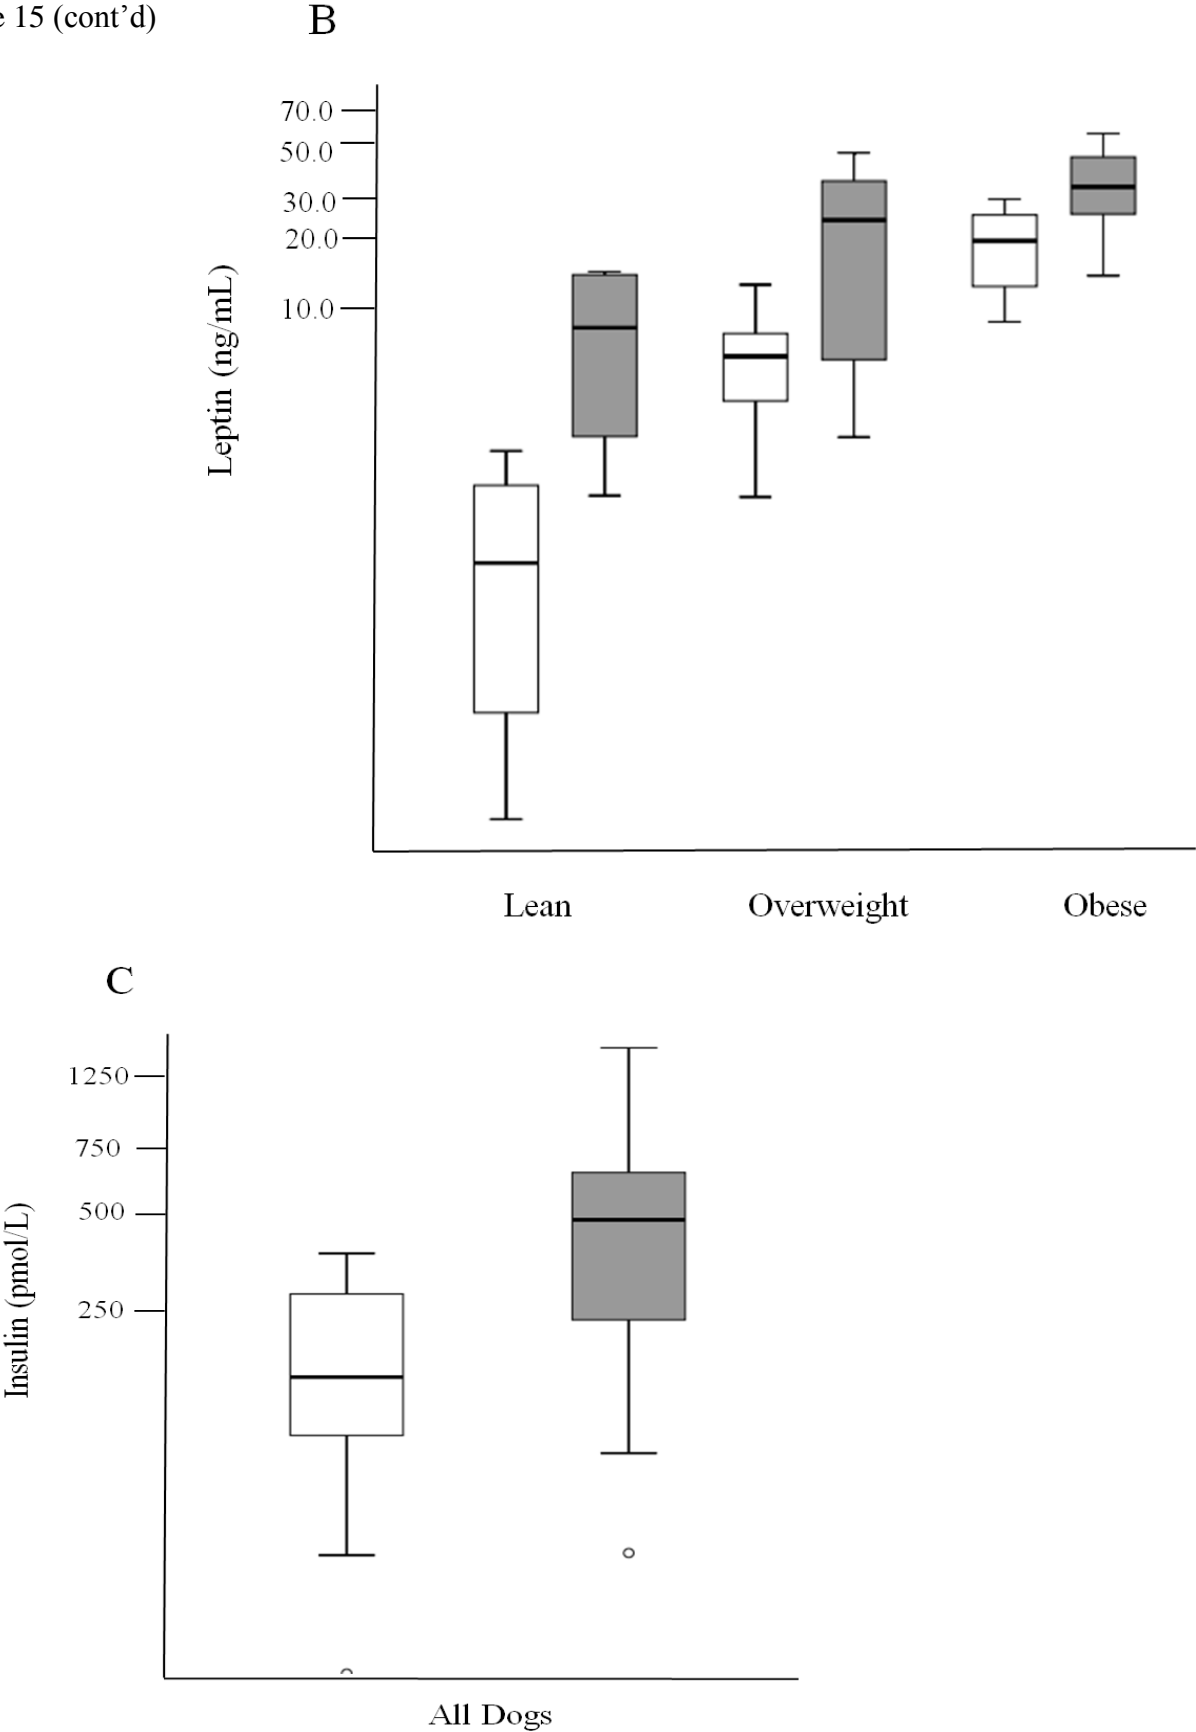 15 (cont’d)
B
70.0
50.0
30.0
20.0
10.0
Leptin (ng/mL)
Lean Overweight Obese
C
1250
750
500
250
Insulin (pmol/L)
All Dogs